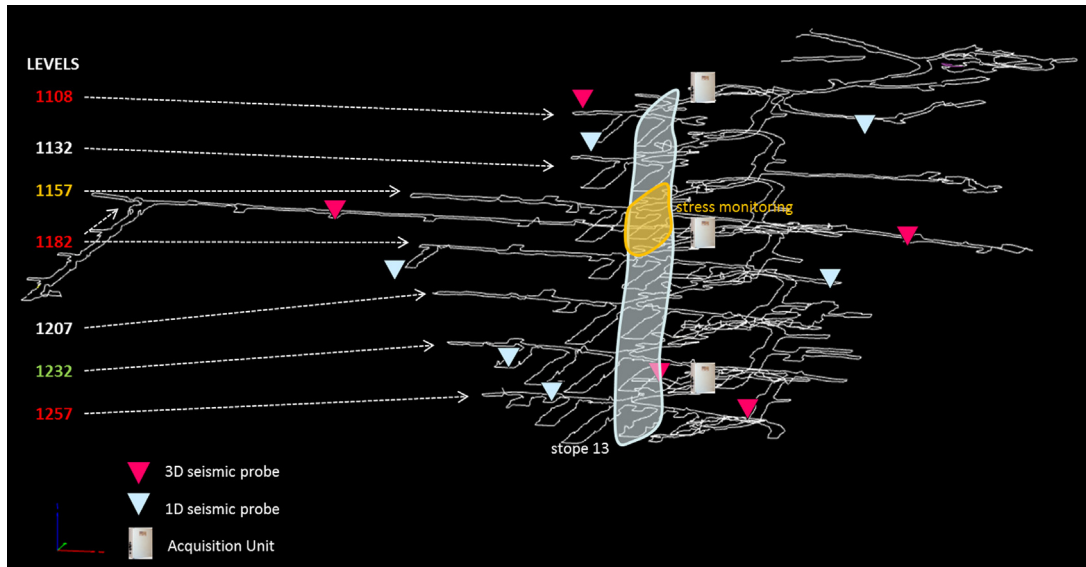 LEVELS
1108
1132
1157
stress monitoring
1182
1207
1232
1257
stope 13
3D seismic probe
1D seismic probe
Acquisition Unit